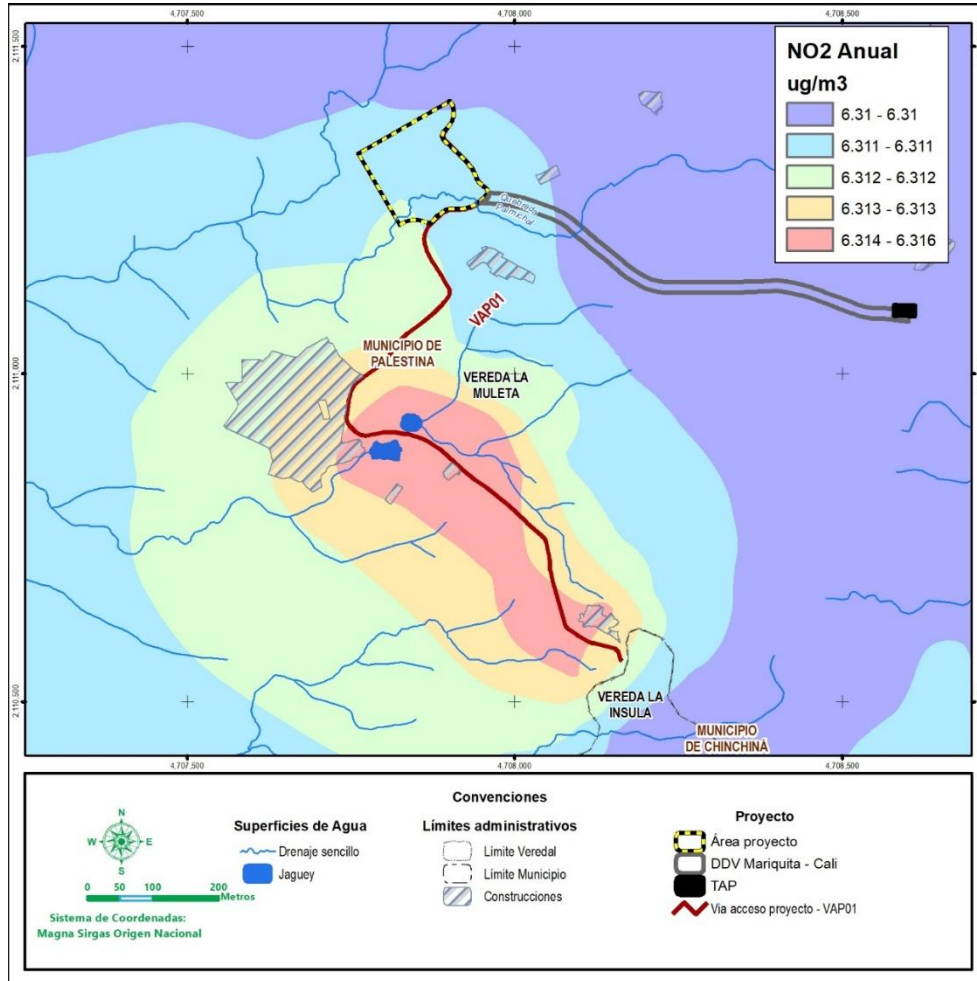 4,707,500
4,708,000
4,708,500
2.111.500
2.111.000
2.110.500
NO2 Anual
ug/m3
6.31 - 6.31
6.311 - 6.311
6.312 - 6.312
6.313 - 6.313
6.314 - 6.316
Quebrada
Palmichal
VAP01
MUNICIPIO DE
PALESTINA
VEREDA LA
MULETA
VEREDA LA
INSULA
MUNICIPIO
DE CHINCHINÁ
4,707,500
4,708,000
4,708,500
N
W
E
S
0 50 100 200
Metros
Sistema de Coordenadas:
Magna Sirgas Origen Nacional
Convenciones
Superficies de Agua
Drenaje sencillo
Jaguey
Límites administrativos
Límite Veredal
Límite Municipio
Construcciones
Proyecto
Área proyecto
DDV Mariquita - Cali
TAP
Via acceso proyecto - VAP01